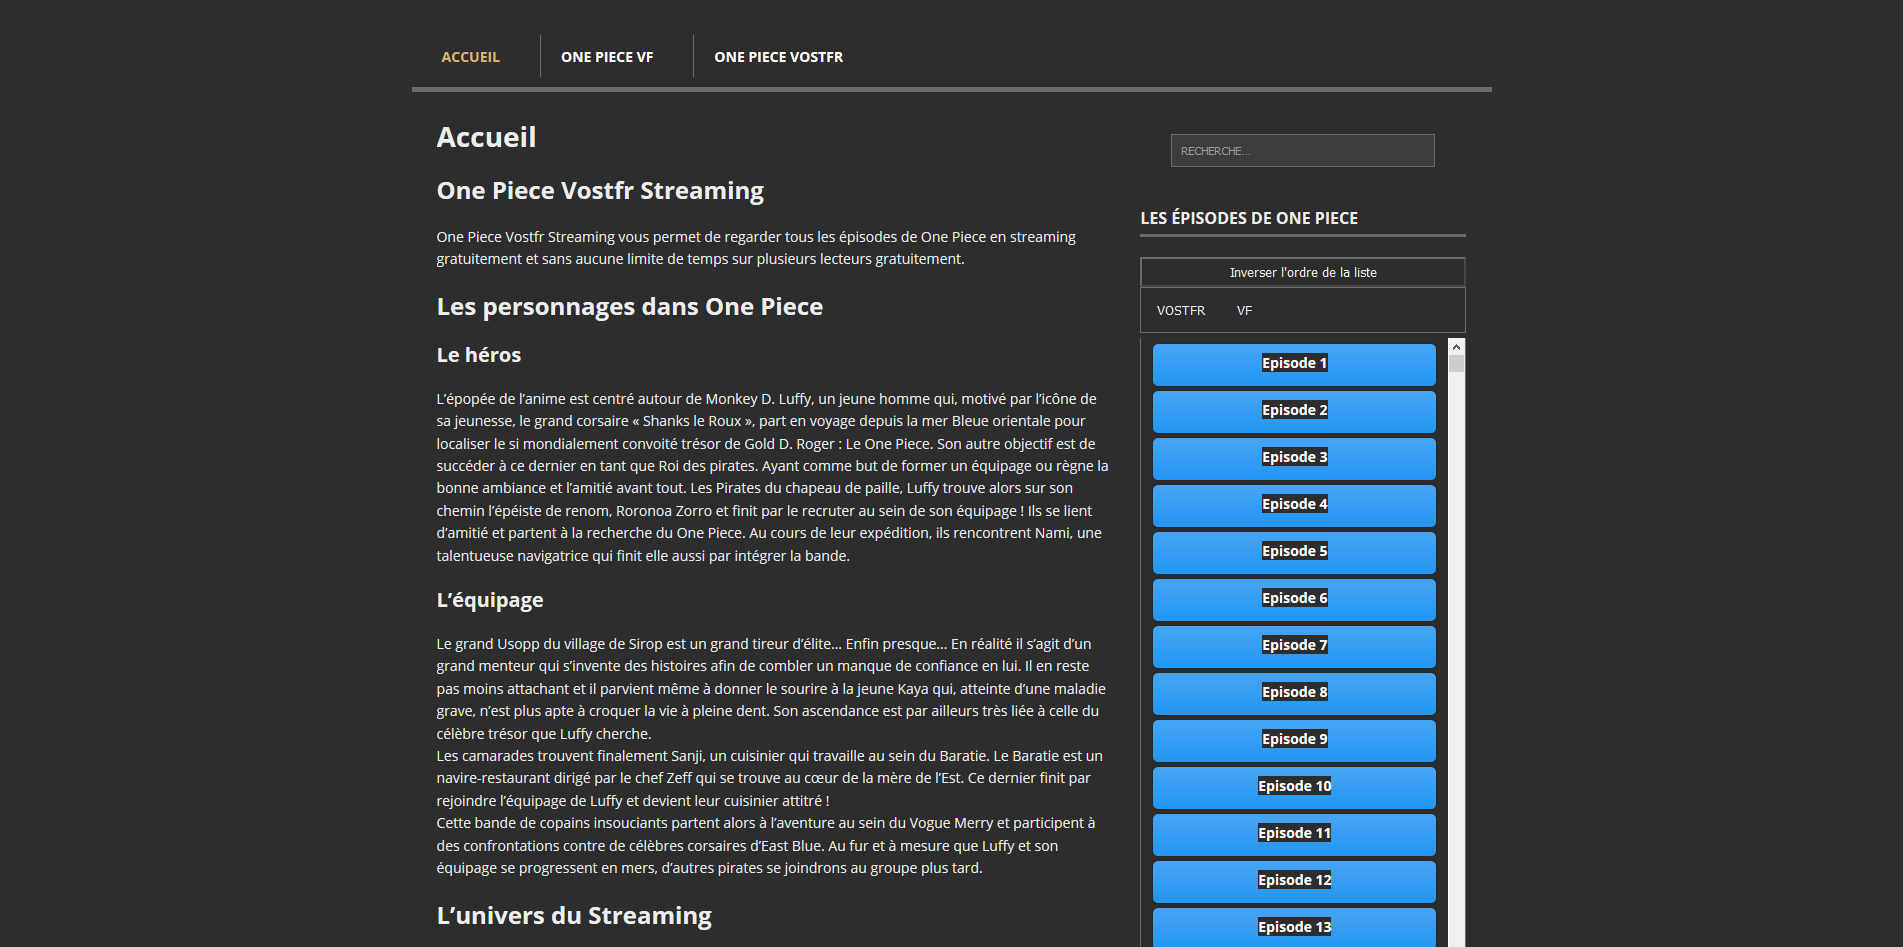 ACCUEIL
ONE PIECE VF
ONE PIECE VOSTFR
Accueil
One Piece Vostfr Streaming
One Piece Vostfr Streaming vous permet de regarder tous les épisodes de One Piece en streaming
gratuitement et sans aucune limite de temps sur plusieurs lecteurs gratuitement.
Les personnages dans One Piece
Le héros
L’épopée de l’anime est centré autour de Monkey D. Luffy, un jeune homme qui, motivé par l’icône de
sa jeunesse, le grand corsaire « Shanks le Roux », part en voyage depuis la mer Bleue orientale pour
localiser le si mondialement convoité trésor de Gold D. Roger : Le One Piece. Son autre objectif est de
succéder à ce dernier en tant que Roi des pirates. Ayant comme but de former un équipage ou règne la
bonne ambiance et l’amitié avant tout. Les Pirates du chapeau de paille, Luffy trouve alors sur son
chemin l’épéiste de renom, Roronoa Zorro et finit par le recruter au sein de son équipage ! Ils se lient
d’amitié et partent à la recherche du One Piece. Au cours de leur expédition, ils rencontrent Nami, une
talentueuse navigatrice qui finit elle aussi par intégrer la bande.
L’équipage
Le grand Usopp du village de Sirop est un grand tireur d’élite… Enfin presque… En réalité il s’agit d’un
grand menteur qui s’invente des histoires afin de combler un manque de confiance en lui. Il en reste
pas moins attachant et il parvient même à donner le sourire à la jeune Kaya qui, atteinte d’une maladie
grave, n’est plus apte à croquer la vie à pleine dent. Son ascendance est par ailleurs très liée à celle du
célèbre trésor que Luffy cherche.
Les camarades trouvent finalement Sanji, un cuisinier qui travaille au sein du Baratie. Le Baratie est un
navire-restaurant dirigé par le chef Zeff qui se trouve au cœur de la mère de l’Est. Ce dernier finit par
rejoindre l’équipage de Luffy et devient leur cuisinier attitré !
Cette bande de copains insouciants partent alors à l’aventure au sein du Vogue Merry et participent à
des confrontations contre de célèbres corsaires d’East Blue. Au fur et à mesure que Luffy et son
équipage se progressent en mers, d’autres pirates se joindrons au groupe plus tard.
L’univers du Streaming
RECHERCHE…
LES ÉPISODES DE ONE PIECE
Inverser l'ordre de la liste
VOSTFR
VF
Episode 1
Episode 2
Episode 3
Episode 4
Episode 5
Episode 6
Episode 7
Episode 8
Episode 9
Episode 10
Episode 11
Episode 12
Episode 13